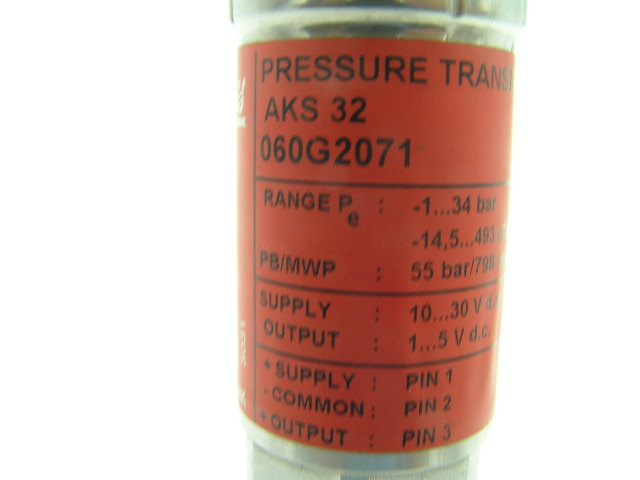 PRESSURE TRANS
AKS 32
060G2071
RANGE Pe : -1...34 bar
-14,5...493
PB/MWP : 55 bar/798
SUPPLY : 10...30 V d.c.
OUTPUT : 1...5 V d.c.
+ SUPPLY : PIN 1
- COMMON : PIN 2
+ OUTPUT : PIN 3